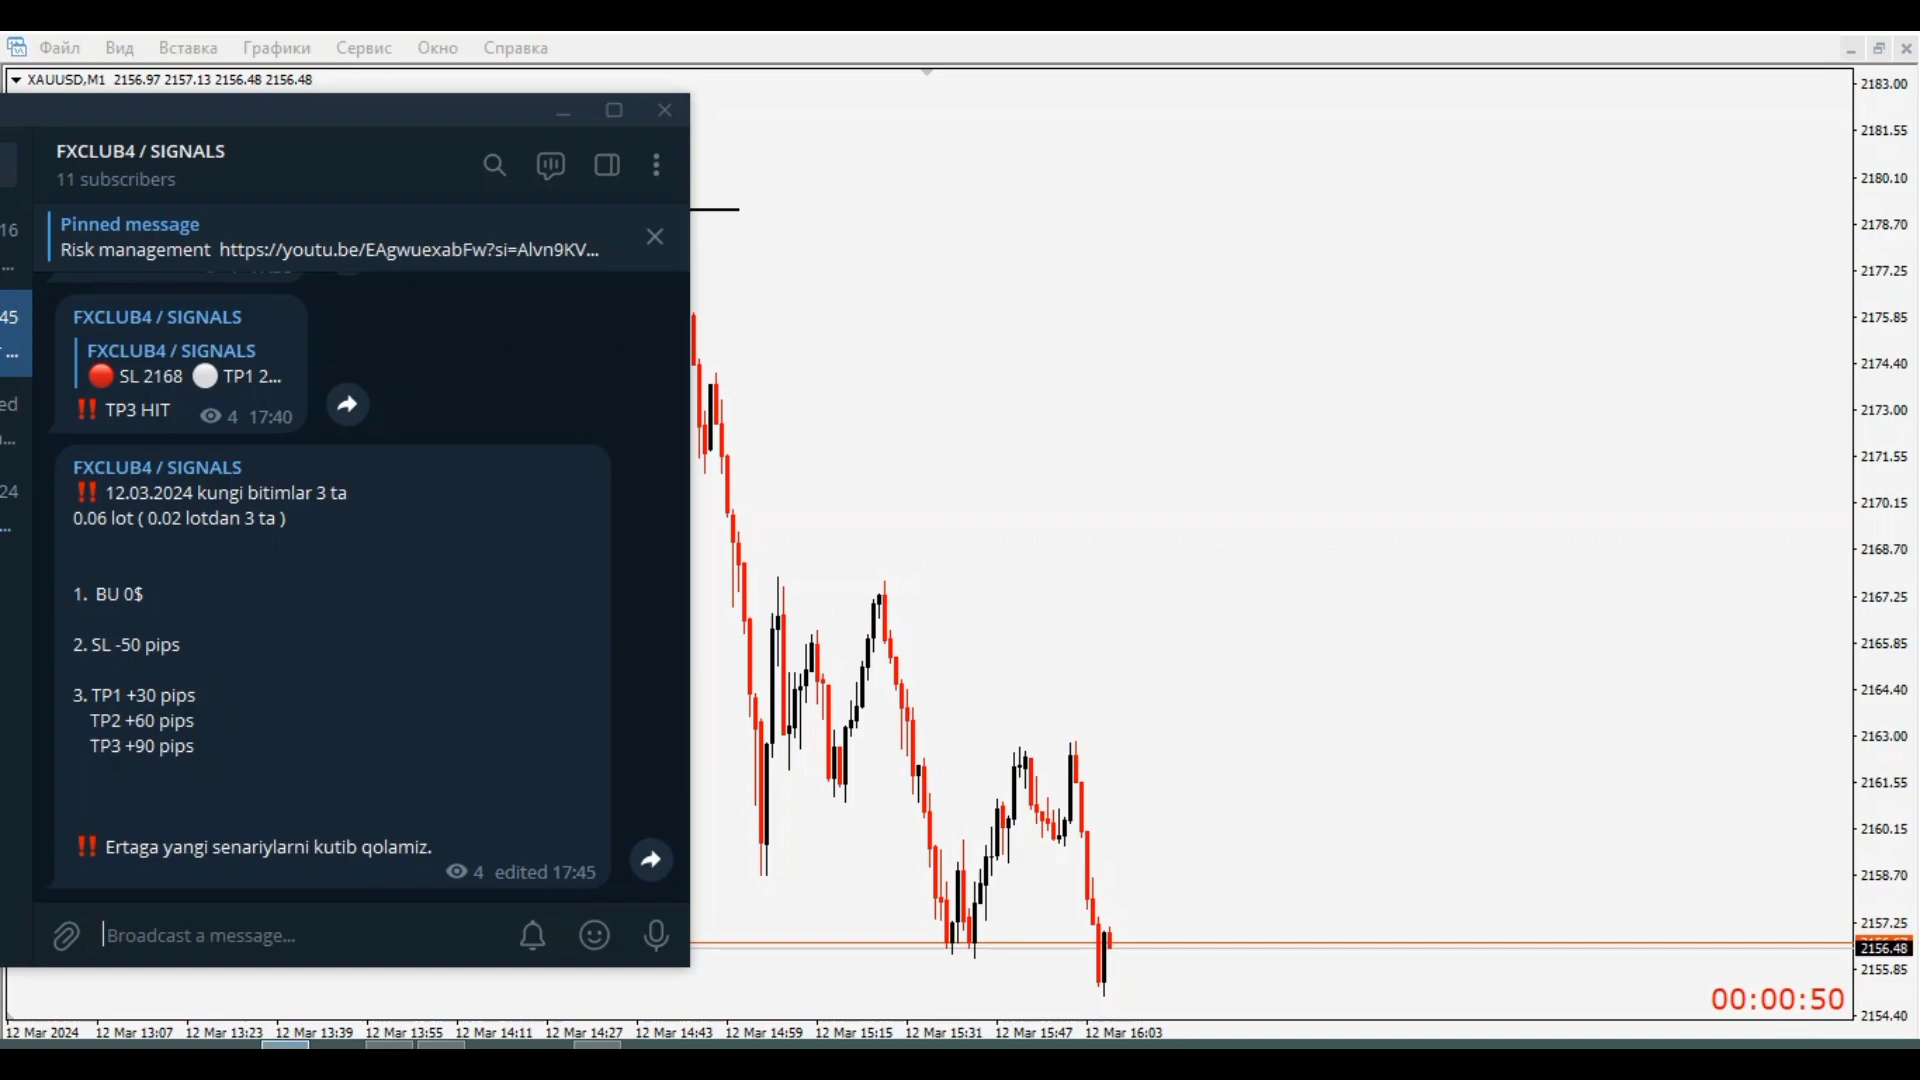 Файл Вид Вставка Графики Сервис Окно Справка
XAUUSD,M1 2156.97 2157.13 2156.48 2156.48
FXCLUB4 / SIGNALS
11 subscribers
Pinned message
Risk management https://youtu.be/EAgwuexabFw?si=Alvn9KV...
16
...
45
...
ed
...
24
...
FXCLUB4 / SIGNALS
FXCLUB4 / SIGNALS
SL 2168 TP1 2...
‼ TP3 HIT 4 17:40
FXCLUB4 / SIGNALS
‼ 12.03.2024 kungi bitimlar 3 ta
0.06 lot ( 0.02 lotdan 3 ta )
1. BU 0$
2. SL -50 pips
3. TP1 +30 pips
TP2 +60 pips
TP3 +90 pips
‼ Ertaga yangi senariylarni kutib qolamiz.
4 edited 17:45
Broadcast a message...
2183.00
2181.55
2180.10
2178.70
2177.25
2175.85
2174.40
2173.00
2171.55
2170.15
2168.70
2167.25
2165.85
2164.40
2163.00
2161.55
2160.15
2158.70
2157.25
2156.48
2155.85
2154.40
00:00:50
12 Mar 2024 12 Mar 13:07 12 Mar 13:23 12 Mar 13:39 12 Mar 13:55 12 Mar 14:11 12 Mar 14:27 12 Mar 14:43 12 Mar 14:59 12 Mar 15:15 12 Mar 15:31 12 Mar 15:47 12 Mar 16:03